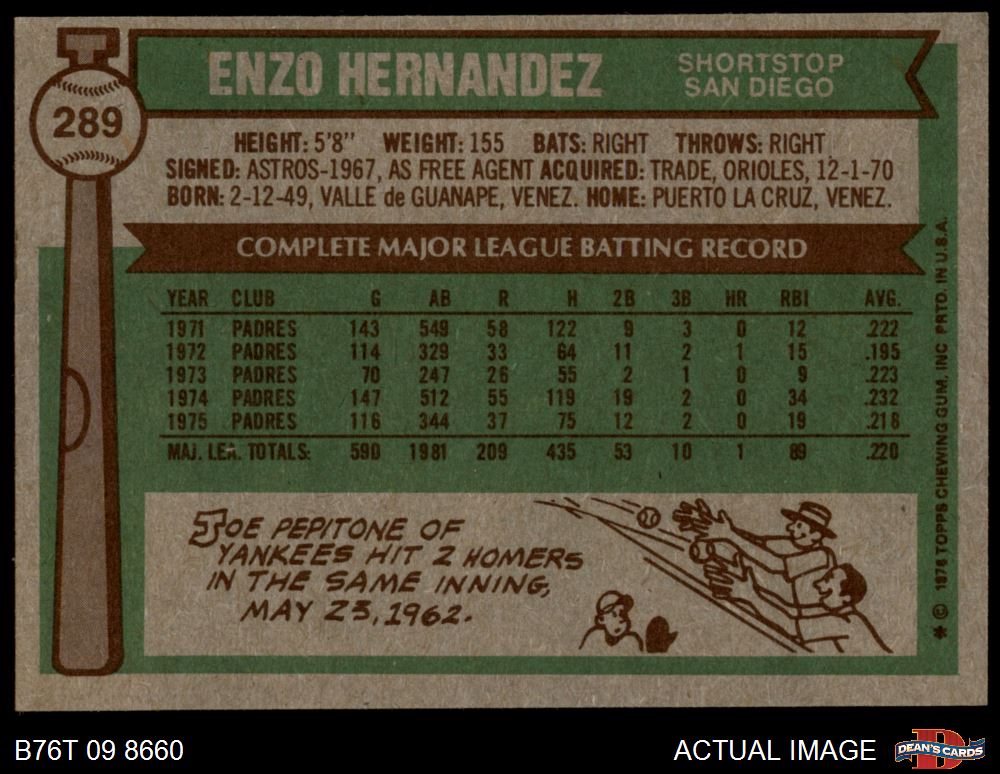 ENZO HERNANDEZ
SHORTSTOP
SAN DIEGO
289
HEIGHT: 5'8" WEIGHT: 155 BATS: RIGHT THROWS: RIGHT
SIGNED: ASTROS-1967, AS FREE AGENT ACQUIRED: TRADE, ORIOLES, 12-1-70
BORN: 2-12-49, VALLE de GUANAPE, VENEZ. HOME: PUERTO LA CRUZ, VENEZ.
COMPLETE MAJOR LEAGUE BATTING RECORD
YEAR CLUB G AB R H 2B 3B HR RBI AVG.
1971 PADRES 143 549 58 122 9 3 0 12 .222
1972 PADRES 114 329 33 64 11 2 1 15 .195
1973 PADRES 70 247 26 55 2 1 0 9 .223
1974 PADRES 147 512 55 119 19 2 0 34 .232
1975 PADRES 116 344 37 75 12 2 0 19 .218
MAJ. LEA. TOTALS: 590 1981 209 435 53 10 1 89 .220
JOE PEPITONE OF
YANKEES HIT 2 HOMERS
IN THE SAME INNING,
MAY 23, 1962.
* © 1976 TOPPS CHEWING GUM, INC PRTD. IN U.S.A.
B76T 09 8660
ACTUAL IMAGE
D
DEAN'S CARDS